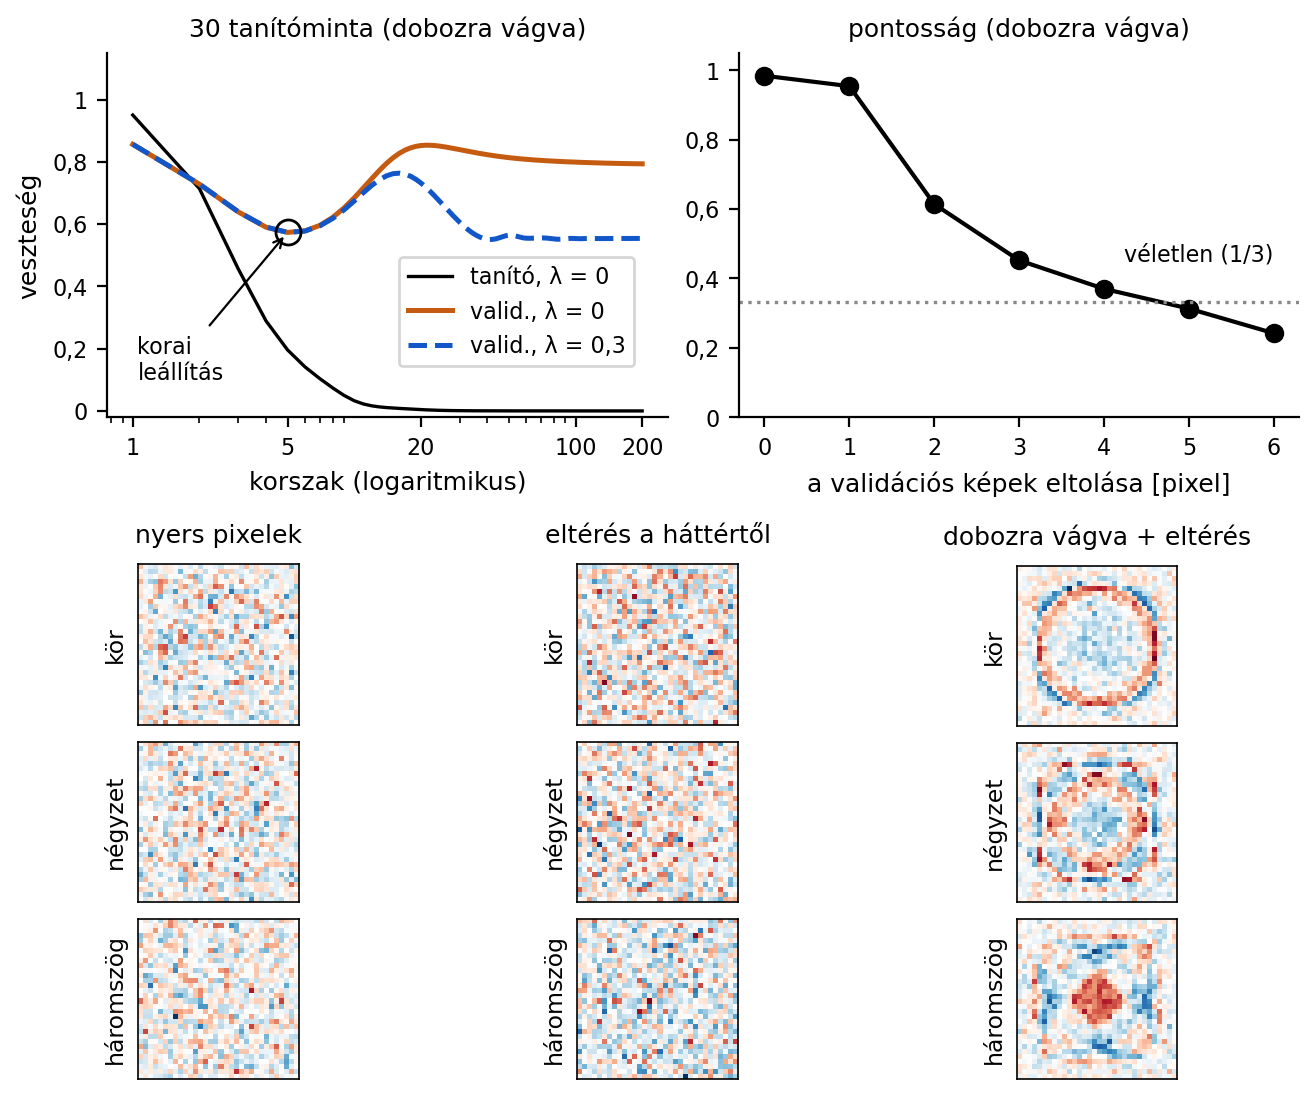 30 tanítóminta (dobozra vágva)
veszteség
1
0,8
0,6
0,4
0,2
0
korai
leállítás
tanító, λ = 0
valid., λ = 0
valid., λ = 0,3
1
5
20
100
200
korszak (logaritmikus)
pontosság (dobozra vágva)
1
0,8
0,6
0,4
0,2
0
véletlen (1/3)
0
1
2
3
4
5
6
a validációs képek eltolása [pixel]
nyers pixelek
eltérés a háttértől
dobozra vágva + eltérés
kör
kör
kör
négyzet
négyzet
négyzet
háromszög
háromszög
háromszög